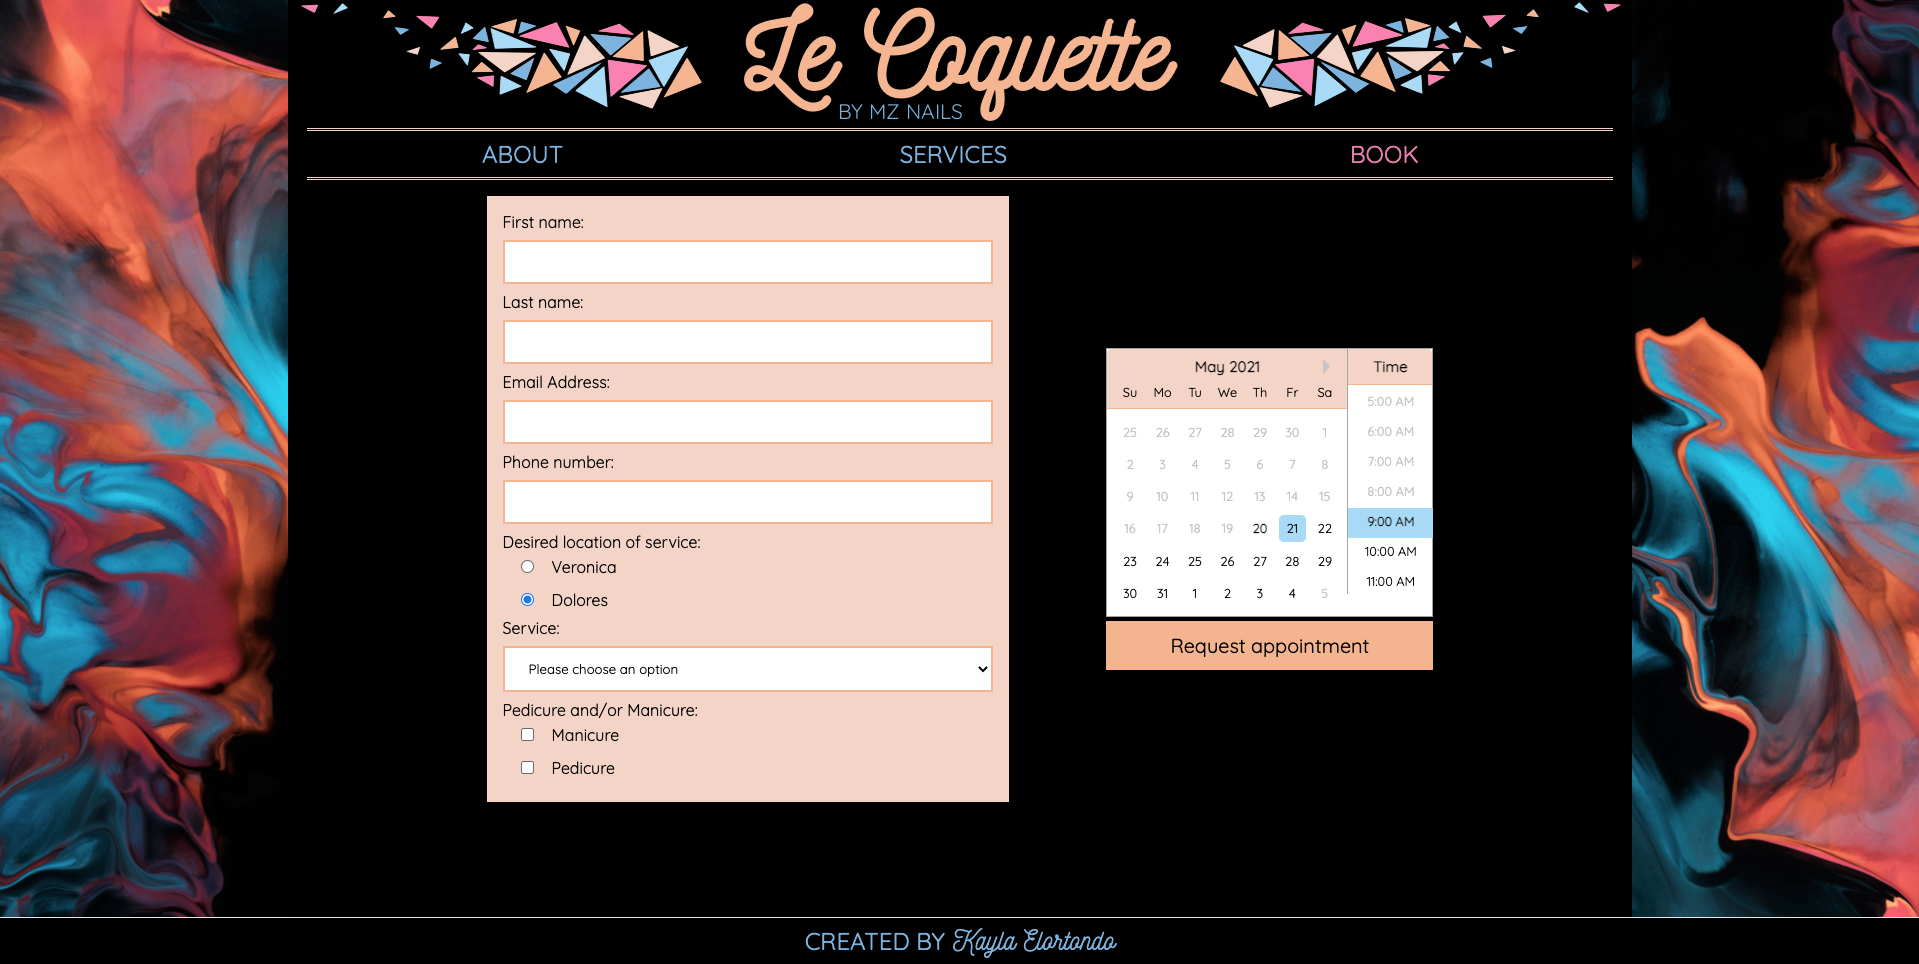 Le Coquette
BY MZ NAILS
ABOUT SERVICES BOOK
First name:
Last name:
Email Address:
Phone number:
Desired location of service:
Veronica
Dolores
Service:
Please choose an option
Pedicure and/or Manicure:
Manicure
Pedicure
May 2021
Su Mo Tu We Th Fr Sa
25 26 27 28 29 30 1
2 3 4 5 6 7 8
9 10 11 12 13 14 15
16 17 18 19 20 21 22
23 24 25 26 27 28 29
30 31 1 2 3 4 5
Time
5:00 AM
6:00 AM
7:00 AM
8:00 AM
9:00 AM
10:00 AM
11:00 AM
Request appointment
CREATED BY Kayla Elortondo